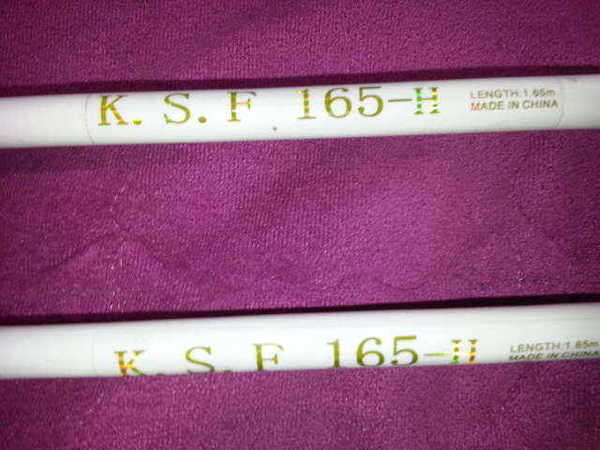 K. S. F 165-H
LENGTH:1.65m
MADE IN CHINA
K. S. F 165-H
LENGTH:1.65m
MADE IN CHINA